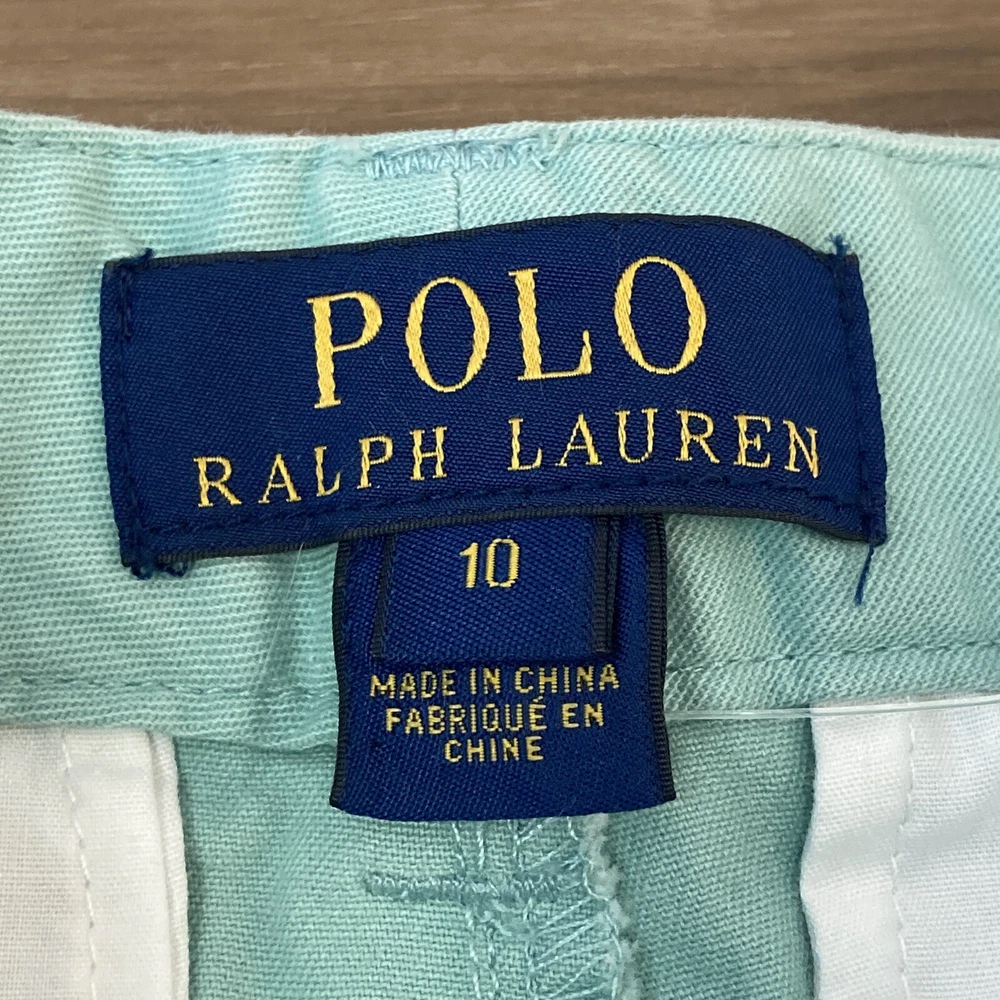 POLO
RALPH LAUREN
10
MADE IN CHINA
FABRIQUÉ EN
CHINE